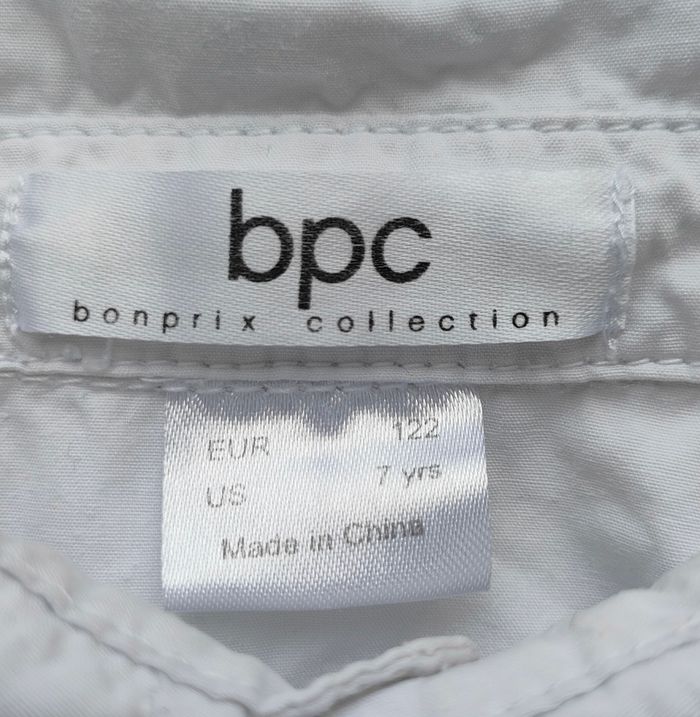 bpc
bonprix collection
EUR 122
US 7 yrs
Made in China